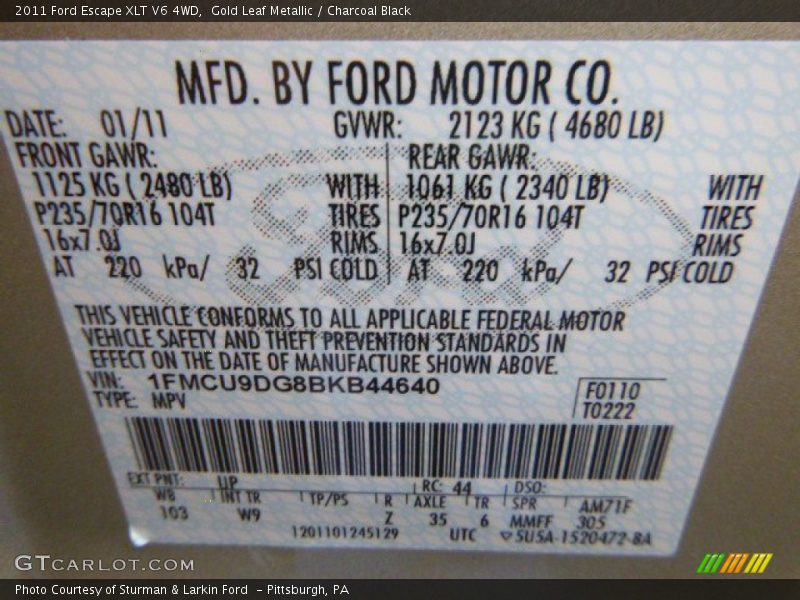 2011 Ford Escape XLT V6 4WD, Gold Leaf Metallic / Charcoal Black
MFD. BY FORD MOTOR CO.
DATE: 01/11 GVWR: 2123 KG ( 4680 LB)
FRONT GAWR: REAR GAWR:
1125 KG ( 2480 LB) WITH 1061 KG ( 2340 LB) WITH
P235/70R16 104T TIRES P235/70R16 104T TIRES
16x7.0J RIMS 16x7.0J RIMS
AT 220 kPa/ 32 PSI COLD AT 220 kPa/ 32 PSI COLD
THIS VEHICLE CONFORMS TO ALL APPLICABLE FEDERAL MOTOR
VEHICLE SAFETY AND THEFT PREVENTION STANDARDS IN
EFFECT ON THE DATE OF MANUFACTURE SHOWN ABOVE.
VIN: 1FMCU9DG8BKB44640 F0110
TYPE: MPV T0222
EXT PNT: UP RC: 44 DSO:
WB INT TR TP/PS R AXLE TR SPR AM71F
103 W9 Z 35 6 MMFF 305
1201101245129 UTC ▽5USA-1520472-BA
GTCARLOT.COM
Photo Courtesy of Sturman & Larkin Ford - Pittsburgh, PA